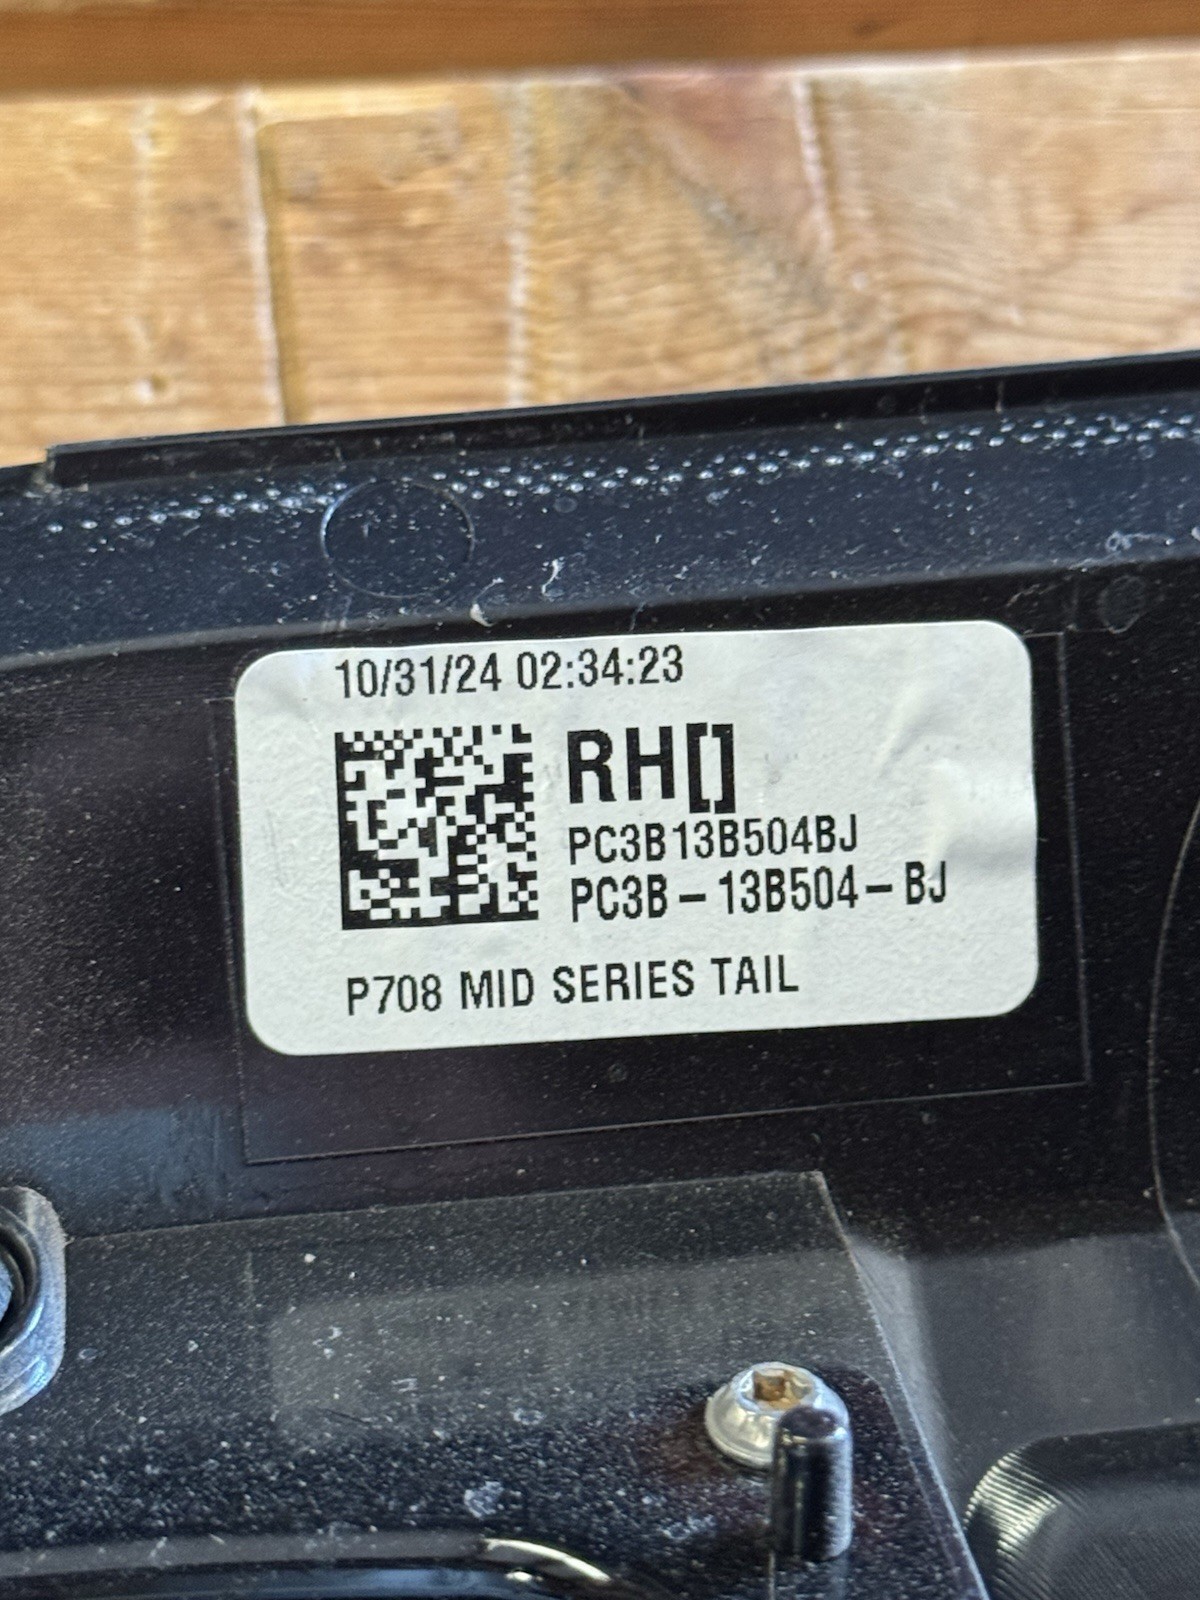 10/31/24 02:34:23
RH[]
PC3B13B504BJ
PC3B-13B504-BJ
P708 MID SERIES TAIL